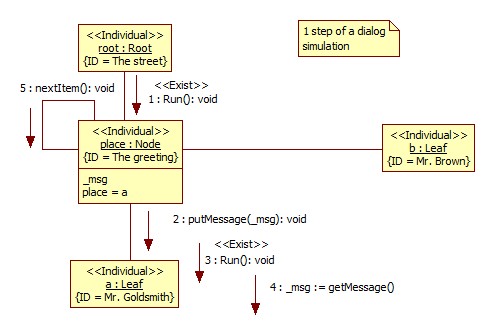 <<Individual>>
root : Root
{ID = The street}
1 step of a dialog
simulation
5 : nextItem(): void
<<Exist>>
1 : Run(): void
<<Individual>>
place : Node
{ID = The greeting}
_msg
place = a
<<Individual>>
b : Leaf
{ID = Mr. Brown}
2 : putMessage(_msg): void
<<Exist>>
3 : Run(): void
<<Individual>>
a : Leaf
{ID = Mr. Goldsmith}
4 : _msg := getMessage()